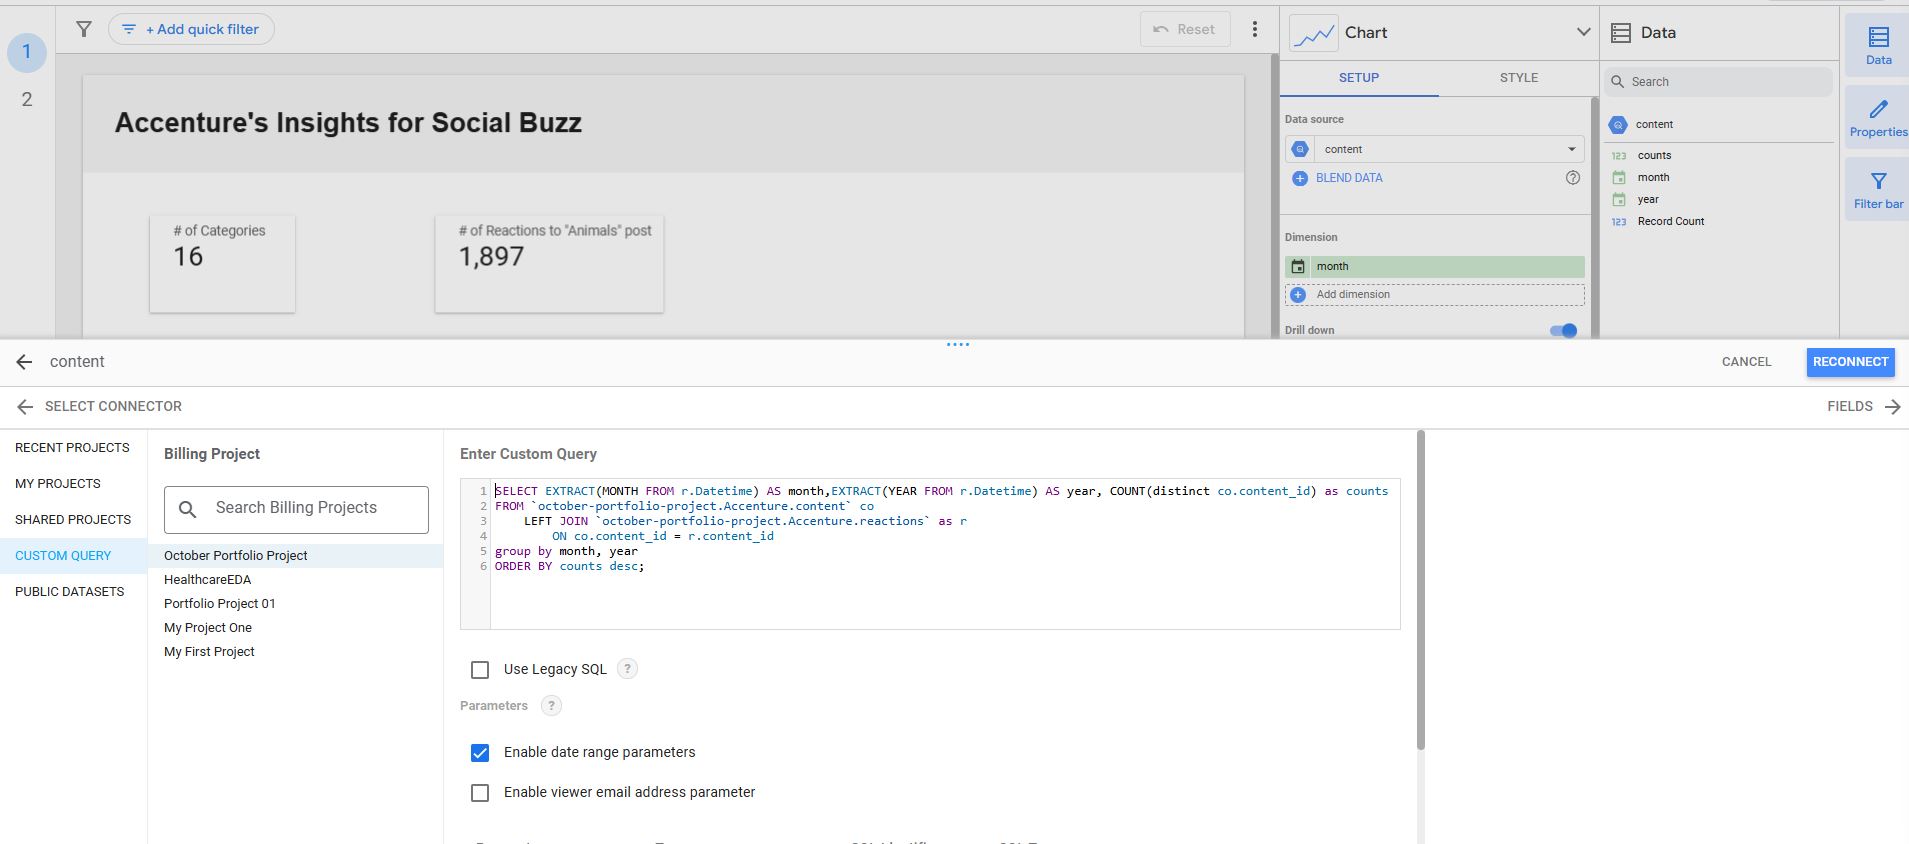 + Add quick filter
Reset
1
2
Accenture's Insights for Social Buzz
# of Categories
16
# of Reactions to "Animals" post
1,897
Chart
SETUP
STYLE
Data source
content
BLEND DATA
Dimension
month
Add dimension
Drill down
Data
Search
content
123 counts
month
year
123 Record Count
Data
Properties
Filter bar
content
CANCEL
RECONNECT
SELECT CONNECTOR
FIELDS
RECENT PROJECTS
MY PROJECTS
SHARED PROJECTS
CUSTOM QUERY
PUBLIC DATASETS
Billing Project
Search Billing Projects
October Portfolio Project
HealthcareEDA
Portfolio Project 01
My Project One
My First Project
Enter Custom Query
1 SELECT EXTRACT(MONTH FROM r.Datetime) AS month,EXTRACT(YEAR FROM r.Datetime) AS year, COUNT(distinct co.content_id) as counts
2 FROM `october-portfolio-project.Accenture.content` co
3 LEFT JOIN `october-portfolio-project.Accenture.reactions` as r
4 ON co.content_id = r.content_id
5 group by month, year
6 ORDER BY counts desc;
Use Legacy SQL ?
Parameters ?
Enable date range parameters
Enable viewer email address parameter